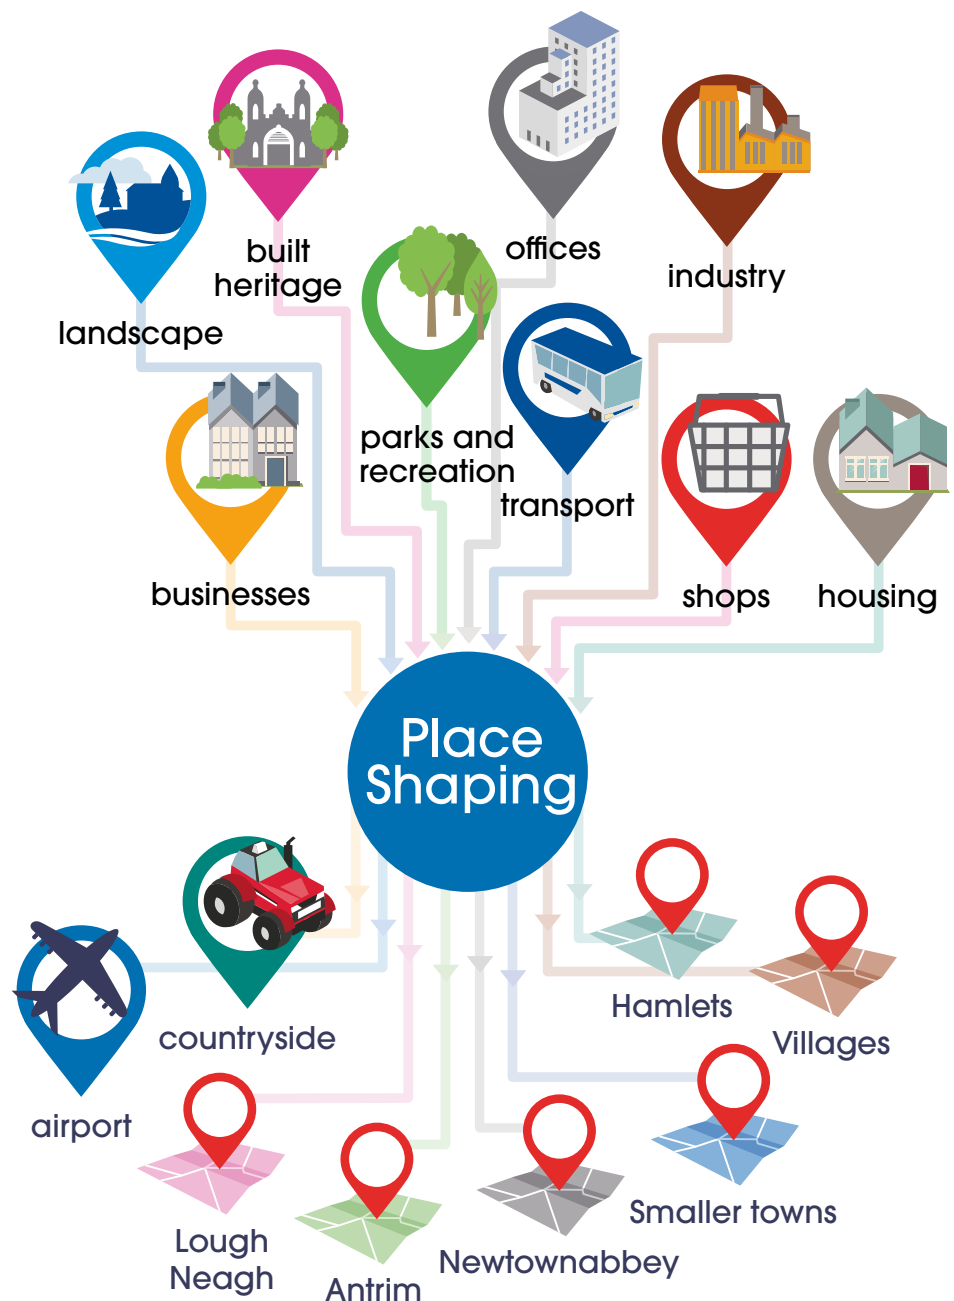 built
heritage
offices
industry
landscape
parks and
recreation
transport
businesses
shops
housing
Place
Shaping
countryside
airport
Hamlets
Villages
Lough
Neagh
Antrim
Newtownabbey
Smaller towns